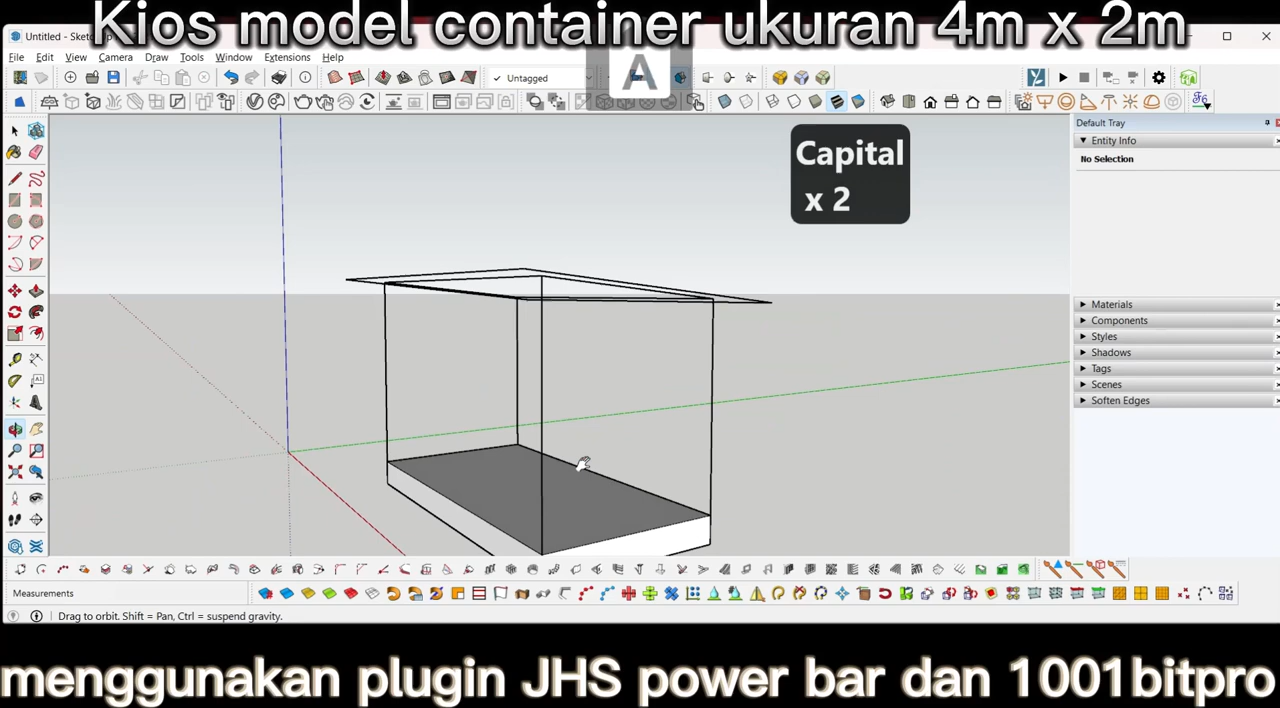 Kios model container ukuran 4m x 2m
Untitled - Sketch
File Edit View Camera Draw Tools Window Extensions Help
A
Untagged
Capital
x 2
Default Tray
Entity Info
No Selection
Materials
Components
Styles
Shadows
Tags
Scenes
Soften Edges
Measurements
Drag to orbit. Shift = Pan, Ctrl = suspend gravity.
menggunakan plugin JHS power bar dan 1001bitpro